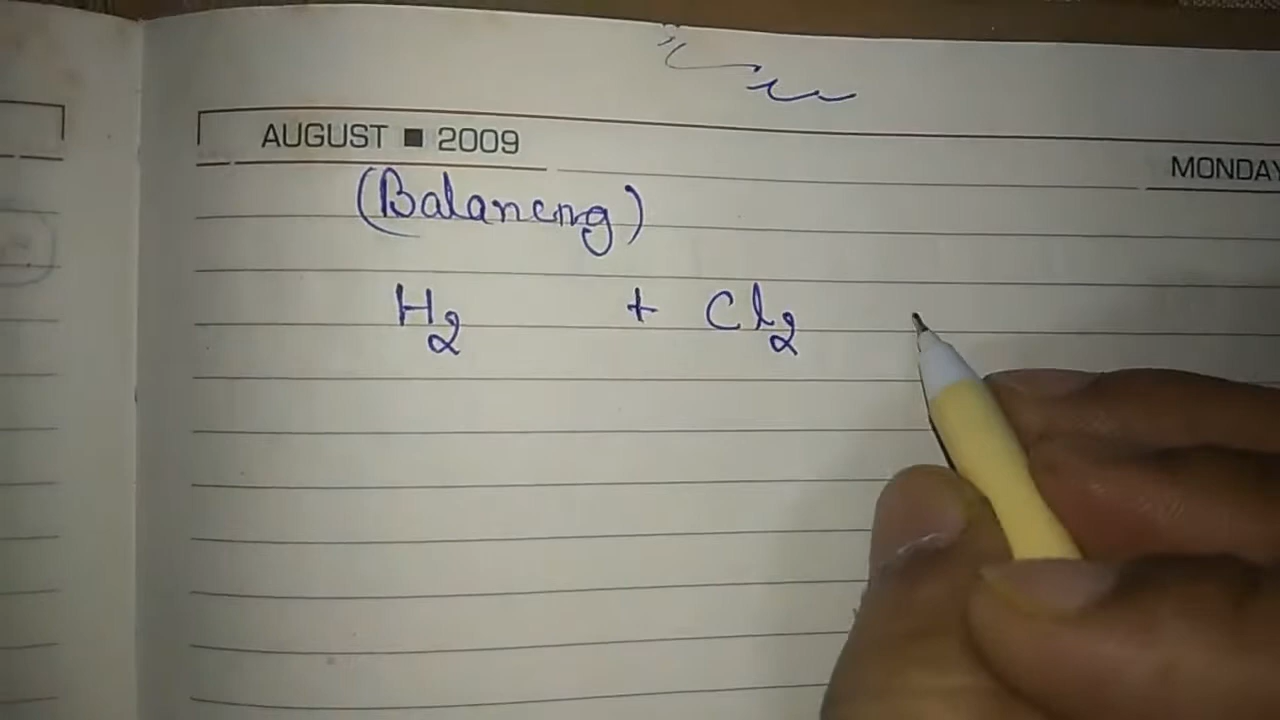 AUGUST ■ 2009
MONDAY
(Balancing)
H₂ + Cl₂